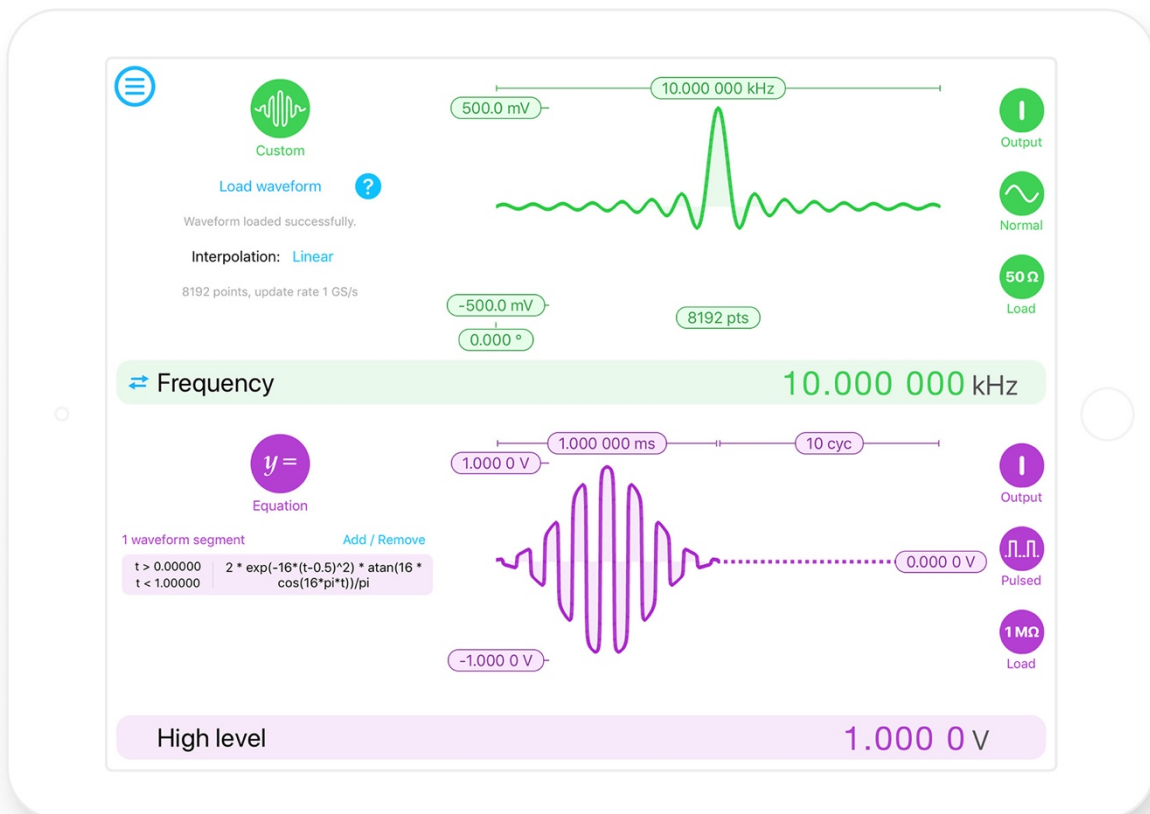 10.000 000 kHz
500.0 mV
Custom
Output
Load waveform ?
Waveform loaded successfully.
Normal
Interpolation: Linear
50 Ω
8192 points, update rate 1 GS/s
-500.0 mV
Load
8192 pts
0.000 °
Frequency 10.000 000 kHz
1.000 000 ms 10 cyc
1.000 0 V
y =
Equation
Output
1 waveform segment Add / Remove
t > 0.00000
t < 1.00000
2 * exp(-16*(t-0.5)^2) * atan(16 *
cos(16*pi*t))/pi
0.000 0 V
Pulsed
1 MΩ
Load
-1.000 0 V
High level 1.000 0 V